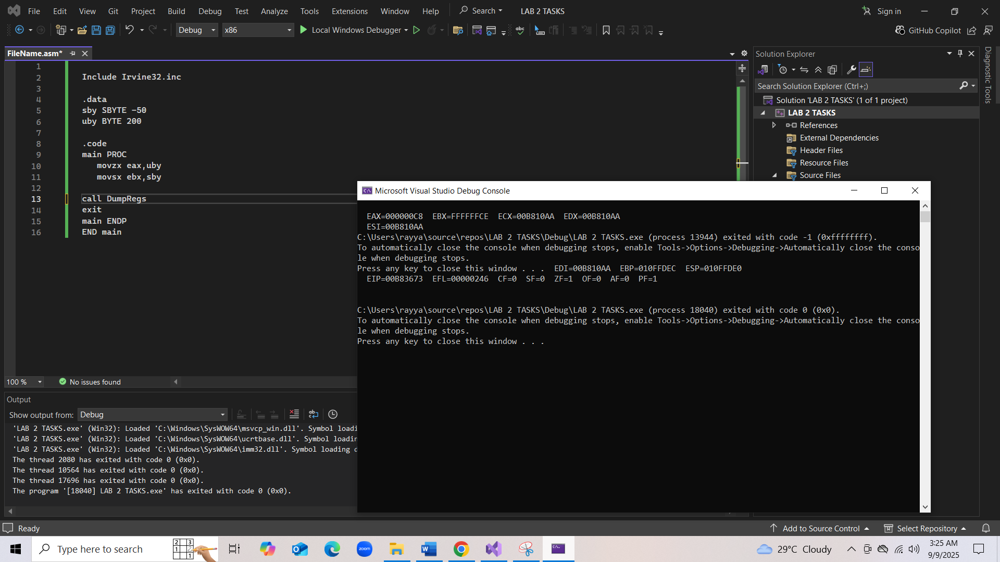 File Edit View Git Project Build Debug Test Analyze Tools Extensions Window Help Search LAB 2 TASKS Sign in
Debug x86 Local Windows Debugger abc GitHub Copilot
FileName.asm*
1
2 Include Irvine32.inc
3
4 .data
5 sby SBYTE -50
6 uby BYTE 200
7
8 .code
9 main PROC
10 movzx eax,uby
11 movsx ebx,sby
12
13 call DumpRegs
14 exit
15 main ENDP
16 END main
100 % No issues found
Solution Explorer
Search Solution Explorer (Ctrl+;)
Solution 'LAB 2 TASKS' (1 of 1 project)
LAB 2 TASKS
References
External Dependencies
Header Files
Resource Files
Source Files
Diagnostic Tools
Microsoft Visual Studio Debug Console
EAX=000000C8 EBX=FFFFFFCE ECX=00B810AA EDX=00B810AA
ESI=00B810AA
C:\Users\rayya\source\repos\LAB 2 TASKS\Debug\LAB 2 TASKS.exe (process 13944) exited with code -1 (0xffffffff).
To automatically close the console when debugging stops, enable Tools->Options->Debugging->Automatically close the conso
le when debugging stops.
Press any key to close this window . . . EDI=00B810AA EBP=010FFDEC ESP=010FFDE0
EIP=00B83673 EFL=00000246 CF=0 SF=0 ZF=1 OF=0 AF=0 PF=1
C:\Users\rayya\source\repos\LAB 2 TASKS\Debug\LAB 2 TASKS.exe (process 18040) exited with code 0 (0x0).
To automatically close the console when debugging stops, enable Tools->Options->Debugging->Automatically close the conso
le when debugging stops.
Press any key to close this window . . .
Output
Show output from: Debug
'LAB 2 TASKS.exe' (Win32): Loaded 'C:\Windows\SysWOW64\msvcp_win.dll'. Symbol loadi
'LAB 2 TASKS.exe' (Win32): Loaded 'C:\Windows\SysWOW64\ucrtbase.dll'. Symbol loadin
'LAB 2 TASKS.exe' (Win32): Loaded 'C:\Windows\SysWOW64\imm32.dll'. Symbol loading d
The thread 2080 has exited with code 0 (0x0).
The thread 10564 has exited with code 0 (0x0).
The thread 17696 has exited with code 0 (0x0).
The program '[18040] LAB 2 TASKS.exe' has exited with code 0 (0x0).
Ready Add to Source Control Select Repository
Type here to search zoom 29°C Cloudy 3:25 AM
9/9/2025